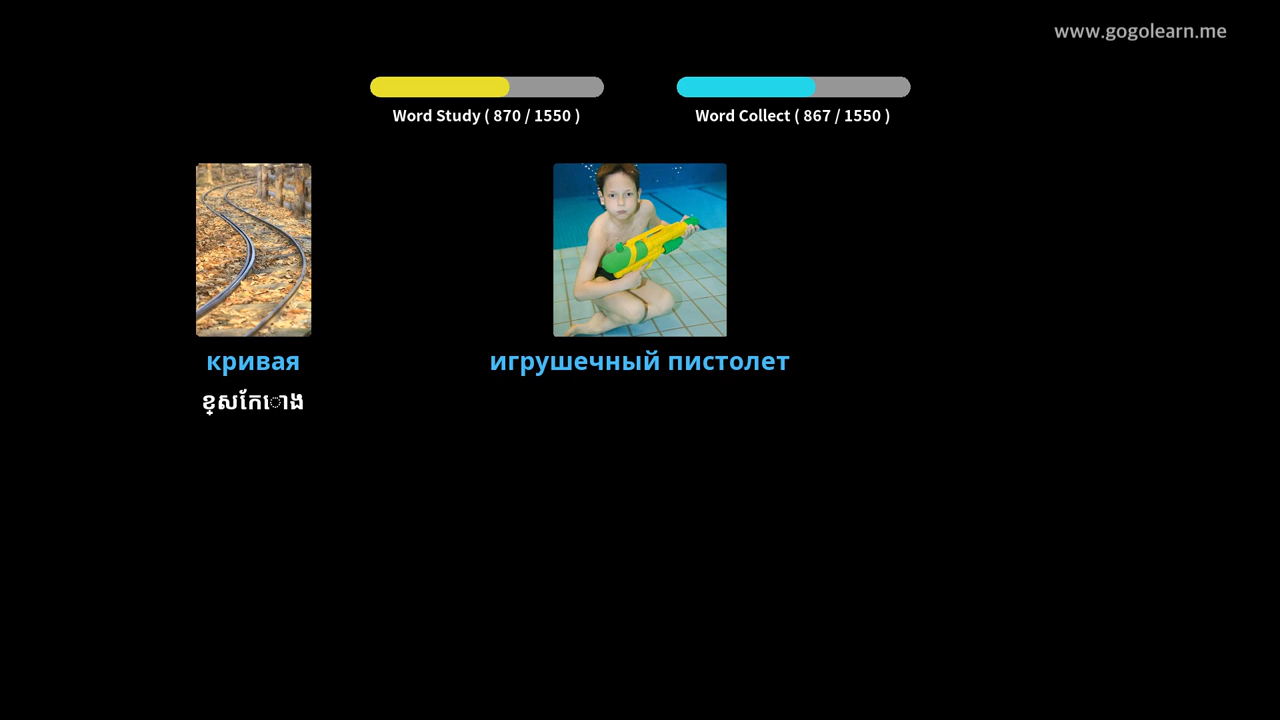 www.gogolearn.me
Word Study ( 870 / 1550 )
Word Collect ( 867 / 1550 )
кривая
игрушечный пистолет
ខ្សែកោង